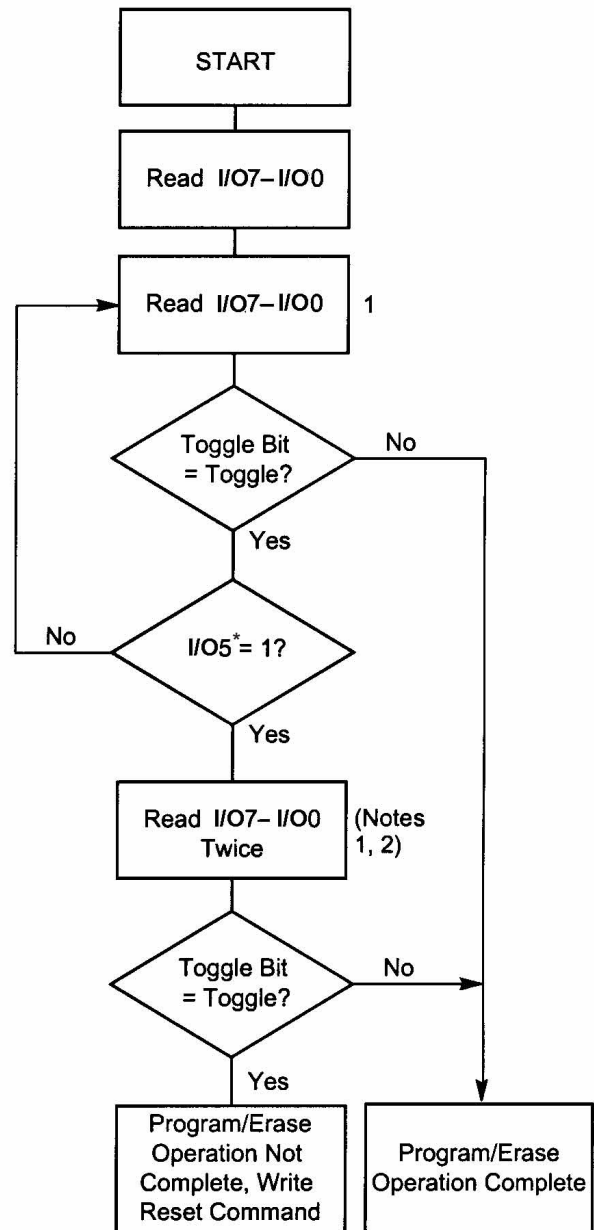 START
Read I/O7–I/O0
Read I/O7–I/O0
1
Toggle Bit
= Toggle?
No
Yes
No
I/O5*= 1?
Yes
Read I/O7–I/O0
Twice
(Notes
1, 2)
Toggle Bit
= Toggle?
No
Yes
Program/Erase
Operation Not
Complete, Write
Reset Command
Program/Erase
Operation Complete